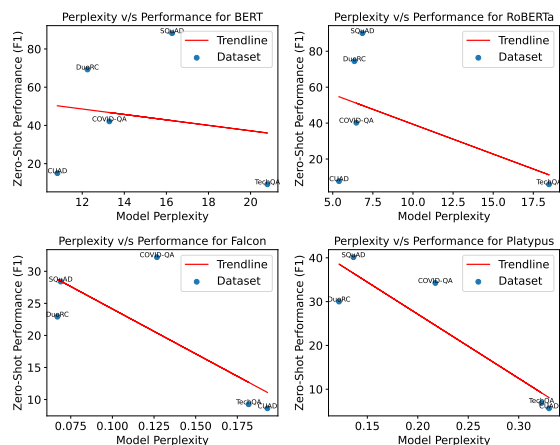 Perplexity v/s Performance for BERT
Zero-Shot Performance (F1)
80
60
40
20
SQuAD
DuoRC
COVID-QA
CUAD
TechQA
Trendline
Dataset
12 14 16 18 20
Model Perplexity
Perplexity v/s Performance for RoBERTa
Zero-Shot Performance (F1)
80
60
40
20
SQuAD
DuoRC
COVID-QA
CUAD
TechQA
Trendline
Dataset
5.0 7.5 10.0 12.5 15.0 17.5
Model Perplexity
Perplexity v/s Performance for Falcon
Zero-Shot Performance (F1)
30
25
20
15
10
COVID-QA
SQuAD
DuoRC
TechQA
CUAD
Trendline
Dataset
0.075 0.100 0.125 0.150 0.175
Model Perplexity
Perplexity v/s Performance for Platypus
Zero-Shot Performance (F1)
40
30
20
10
SQuAD
COVID-QA
DuoRC
TechQA
CUAD
Trendline
Dataset
0.15 0.20 0.25 0.30
Model Perplexity